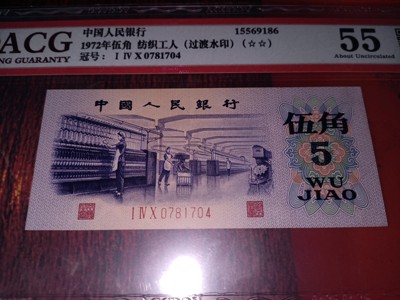 ACG
NG GUARANTY
中国人民银行
15569186
1972年伍角 纺织工人（过渡水印）（☆☆）
冠号： I IV X 0781704
55
About Uncirculated
中國人民銀行
伍角
5
WU
JIAO
I IV X 0781704